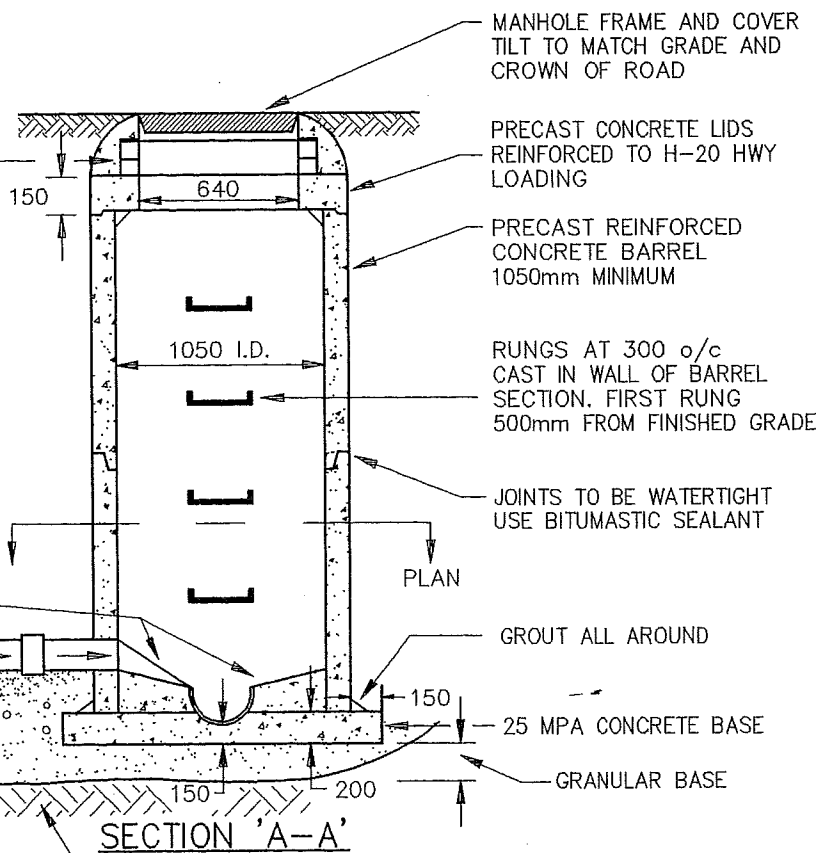 MANHOLE FRAME AND COVER
TILT TO MATCH GRADE AND
CROWN OF ROAD
PRECAST CONCRETE LIDS
REINFORCED TO H-20 HWY
LOADING
150
640
PRECAST REINFORCED
CONCRETE BARREL
1050mm MINIMUM
1050 I.D.
RUNGS AT 300 o/c
CAST IN WALL OF BARREL
SECTION. FIRST RUNG
500mm FROM FINISHED GRADE
JOINTS TO BE WATERTIGHT
USE BITUMASTIC SEALANT
PLAN
GROUT ALL AROUND
150
25 MPA CONCRETE BASE
GRANULAR BASE
150
200
SECTION 'A-A'